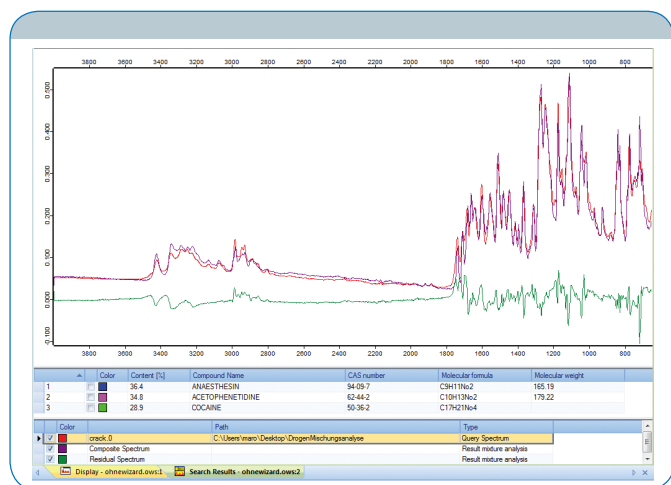 3800 3600 3400 3200 3000 2800 2600 2400 2200 2000 1800 1600 1400 1200 1000 800
0.500
0.400
0.300
0.200
0.100
0.000
-0.100
3800 3600 3400 3200 3000 2800 2600 2400 2200 2000 1800 1600 1400 1200 1000 800
Color Content [%] Compound Name CAS number Molecular formula Molecular weight
1 36.4 ANAESTHESIN 94-09-7 C9H11No2 165.19
2 34.8 ACETOPHENETIDINE 62-44-2 C10H13No2 179.22
3 28.9 COCAINE 50-36-2 C17H21No4
Color Path Type
crack.0 C:\Users\maro\Desktop\DrogenMischungsanalyse Query Spectrum
Composite Spectrum Result mixture analysis
Residual Spectrum Result mixture analysis
Display - ohnewizard.ows:1 Search Results - ohnewizard.ows:2